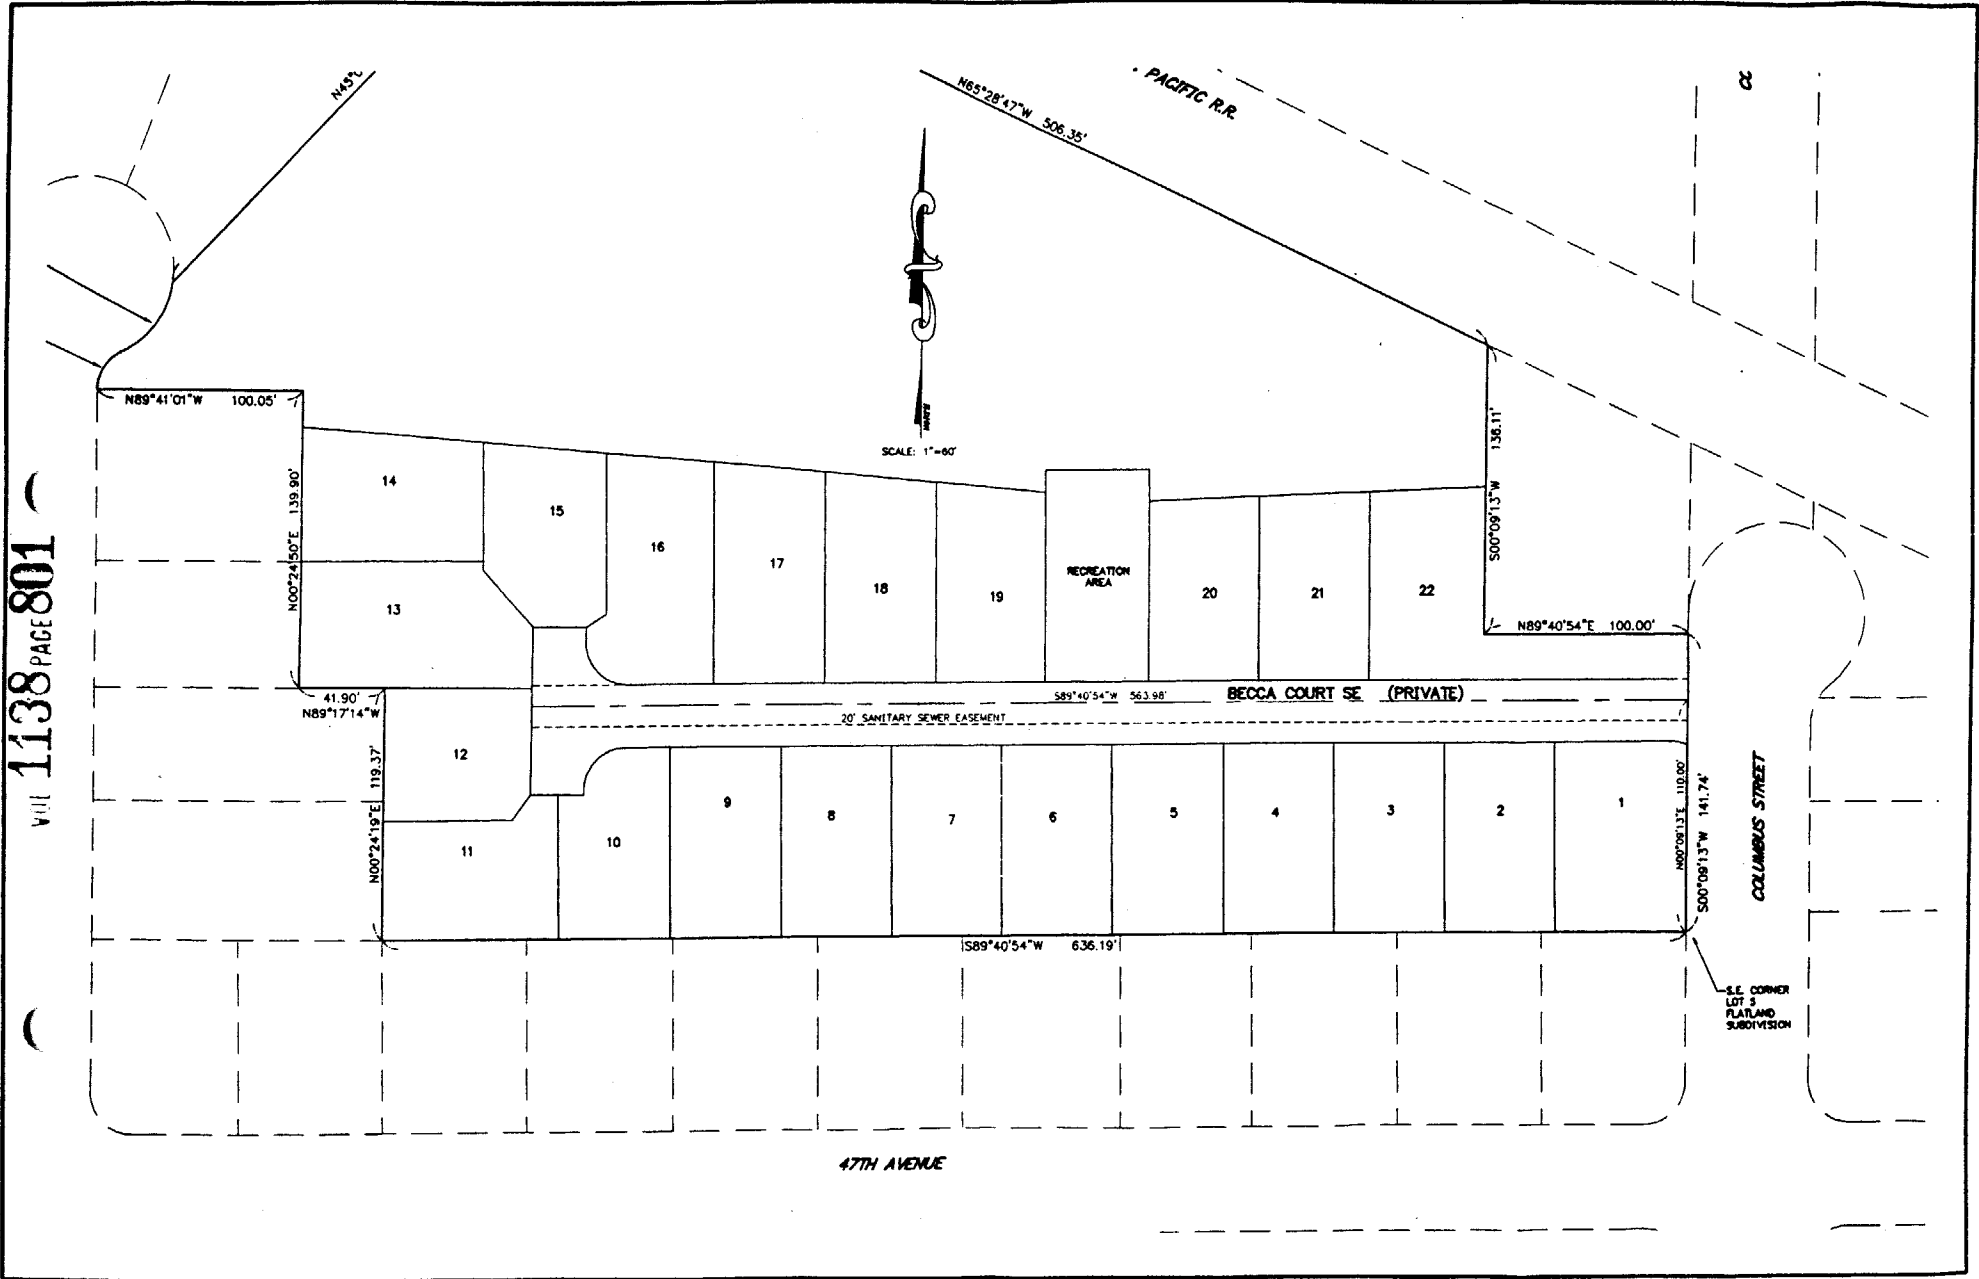 N45°
N65°28'47"W 506.35'
PACIFIC R.R.
N89°41'01"W 100.05'
N00°24'50"E 139.90'
SCALE: 1"=60'
NORTH
S00°09'13"W 136.11'
14
15
16
17
18
19
RECREATION
AREA
20
21
22
13
N89°40'54"E 100.00'
41.90'
N89°17'14"W
S89°40'54"W 563.98'
BECCA COURT SE (PRIVATE)
20' SANITARY SEWER EASEMENT
12
N00°24'19"E 119.37'
11
10
9
8
7
6
5
4
3
2
1
N00°09'13"E 110.00'
S00°09'13"W 141.74'
COLUMBUS STREET
S89°40'54"W 636.19'
S.E. CORNER
LOT 5
FLATLAND
SUBDIVISION
47TH AVENUE
VOL 1138 PAGE 801